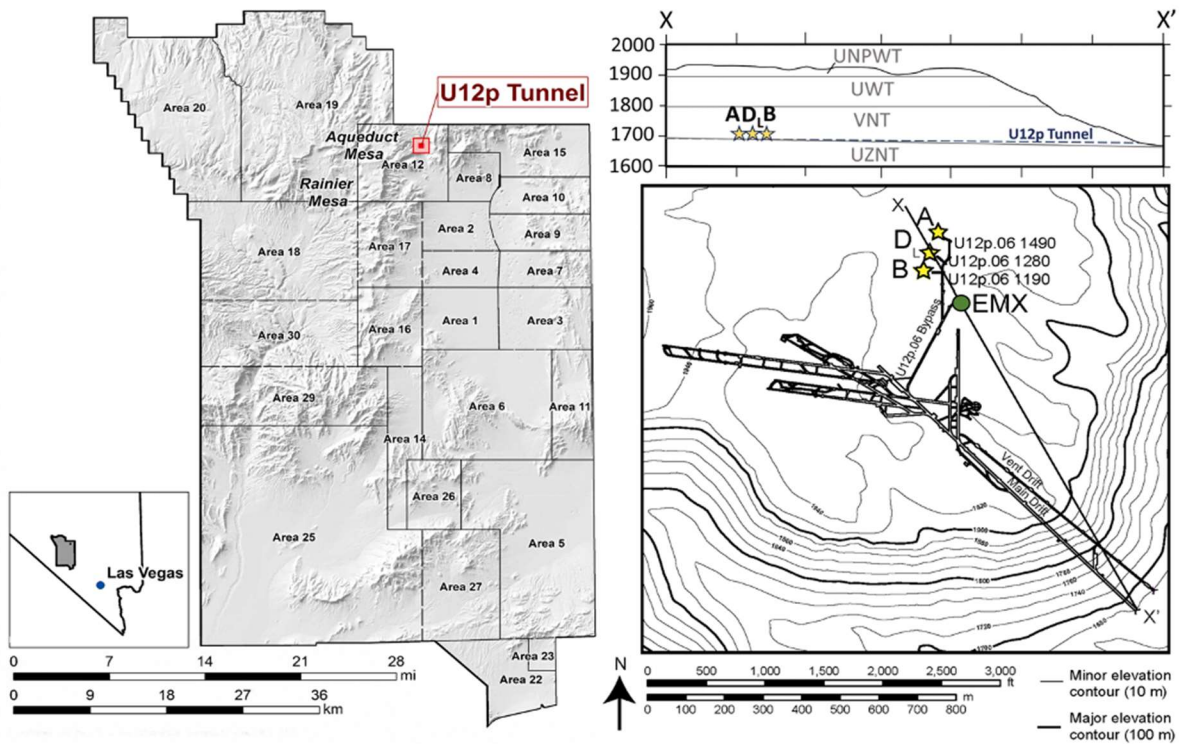 Area 20
Area 19
U12p Tunnel
Aqueduct
Mesa
Area 12
Area 15
Area 8
Rainier
Mesa
Area 10
Area 2
Area 9
Area 18
Area 17
Area 4
Area 7
Area 30
Area 16
Area 1
Area 3
Area 29
Area 6
Area 11
Area 14
Area 26
Area 25
Area 5
Area 27
Area 23
Area 22
Las Vegas
0 7 14 21 28
mi
0 9 18 27 36
km
X X’
2000
1900
1800
1700
1600
UNPWT
UWT
VNT
UZNT
A D L B
U12p Tunnel
X
A
D L
B
U12p.06 1490
U12p.06 1280
U12p.06 1190
EMX
U12p.06 Bypass
Vent Drift
Main Drift
X'
N
0 500 1,000 1,500 2,000 2,500 3,000
ft
0 100 200 300 400 500 600 700 800
m
Minor elevation
contour (10 m)
Major elevation
contour (100 m)